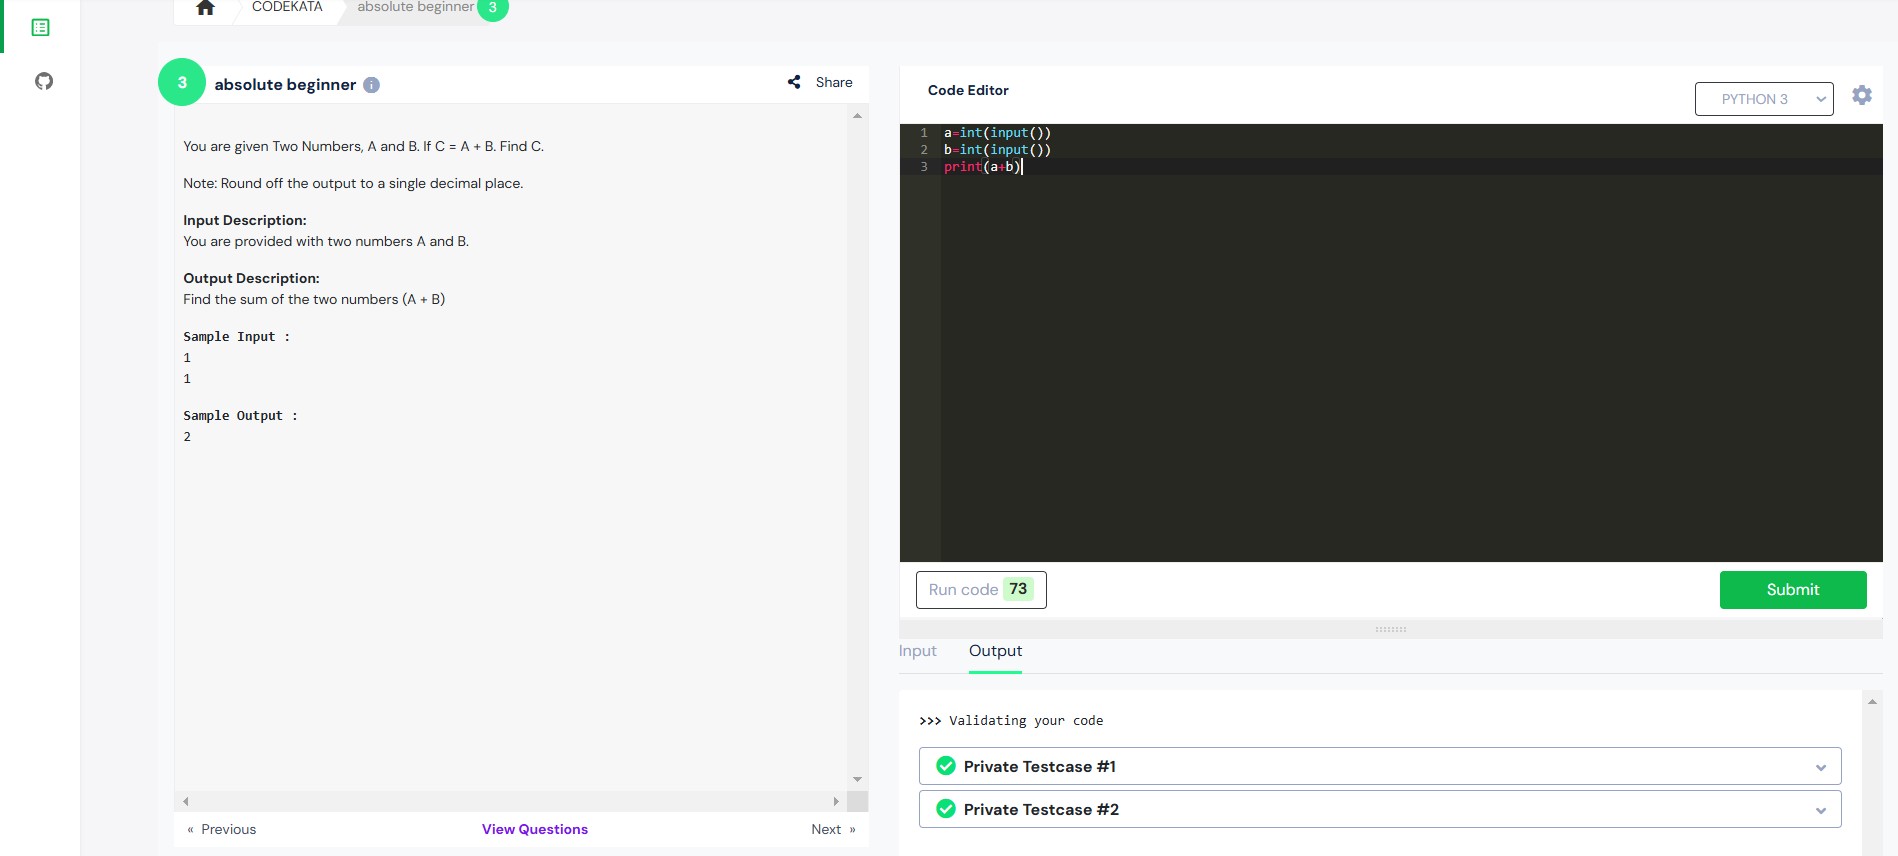 CODEKATA
absolute beginner 3
3 absolute beginner i
Share
You are given Two Numbers, A and B. If C = A + B. Find C.
Note: Round off the output to a single decimal place.
Input Description:
You are provided with two numbers A and B.
Output Description:
Find the sum of the two numbers (A + B)
Sample Input :
1
1
Sample Output :
2
« Previous
View Questions
Next »
Code Editor
PYTHON 3
1 a=int(input())
2 b=int(input())
3 print(a+b)
Run code 73
Submit
Input
Output
>>> Validating your code
Private Testcase #1
Private Testcase #2